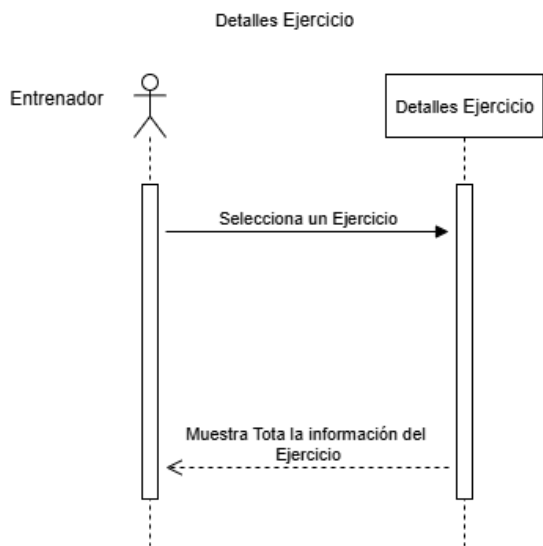 Detalles Ejercicio
Entrenador
Detalles Ejercicio
Selecciona un Ejercicio
Muestra Tota la información del
Ejercicio